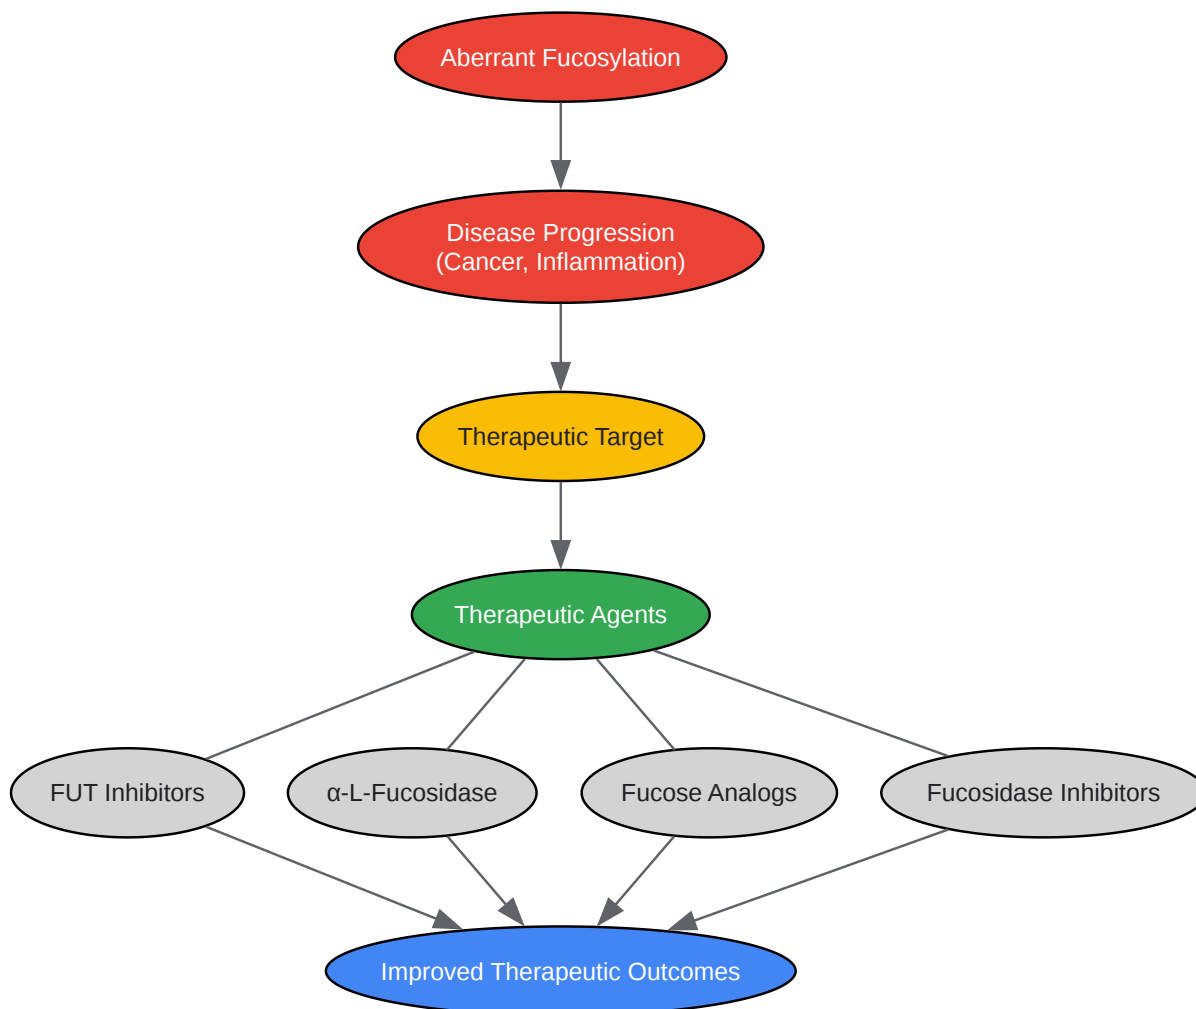 Aberrant Fucosylation
Disease Progression
(Cancer, Inflammation)
Therapeutic Target
Therapeutic Agents
FUT Inhibitors
α-L-Fucosidase
Fucose Analogs
Fucosidase Inhibitors
Improved Therapeutic Outcomes